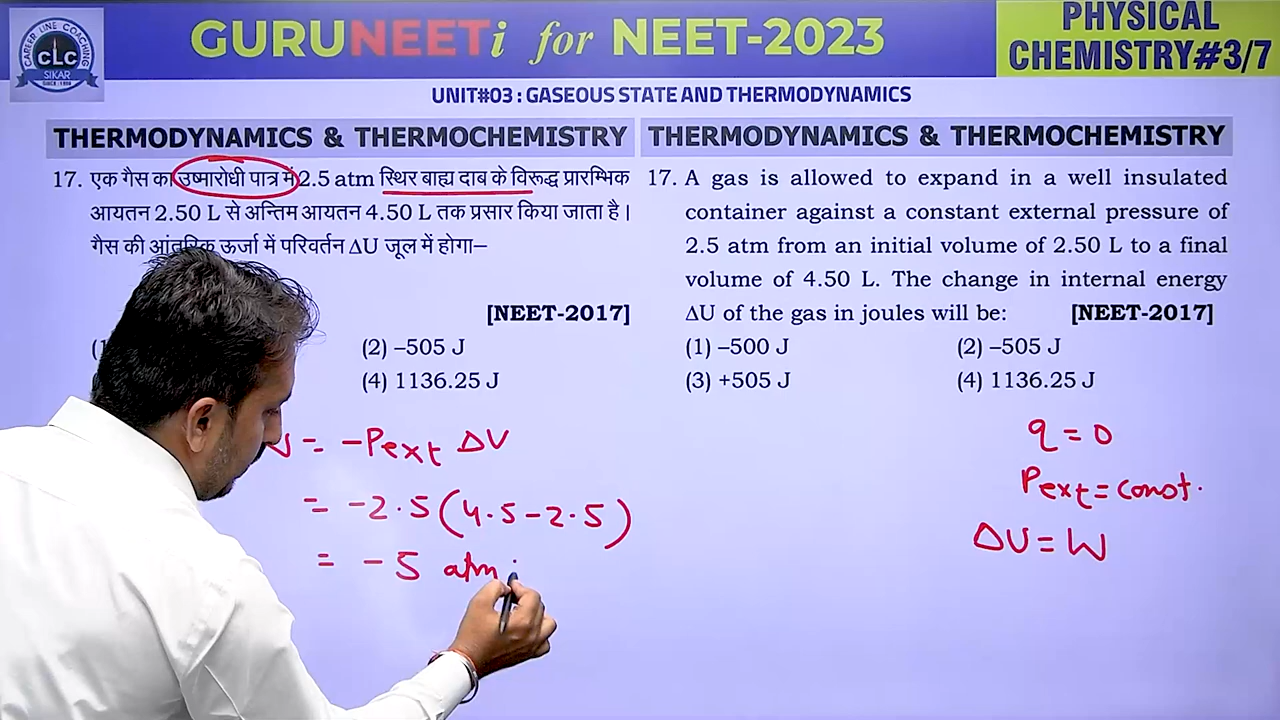 CAREER LINE COACHING
CLC
SIKAR
SINCE : 1996
GURUNEETi for NEET-2023
PHYSICAL
CHEMISTRY#3/7
UNIT#03 : GASEOUS STATE AND THERMODYNAMICS
THERMODYNAMICS & THERMOCHEMISTRY
17. एक गैस का उष्मारोधी पात्र में 2.5 atm स्थिर बाह्य दाब के विरूद्ध प्रारम्भिक
आयतन 2.50 L से अन्तिम आयतन 4.50 L तक प्रसार किया जाता है।
गैस की आंतरिक ऊर्जा में परिवर्तन ΔU जूल में होगा–
[NEET-2017]
(2) –505 J
(4) 1136.25 J
= -Pext ΔV
= -2.5(4.5-2.5)
= -5 atm
THERMODYNAMICS & THERMOCHEMISTRY
17. A gas is allowed to expand in a well insulated
container against a constant external pressure of
2.5 atm from an initial volume of 2.50 L to a final
volume of 4.50 L. The change in internal energy
ΔU of the gas in joules will be: [NEET-2017]
(1) –500 J (2) –505 J
(3) +505 J (4) 1136.25 J
q = 0
Pext = const.
ΔU = W